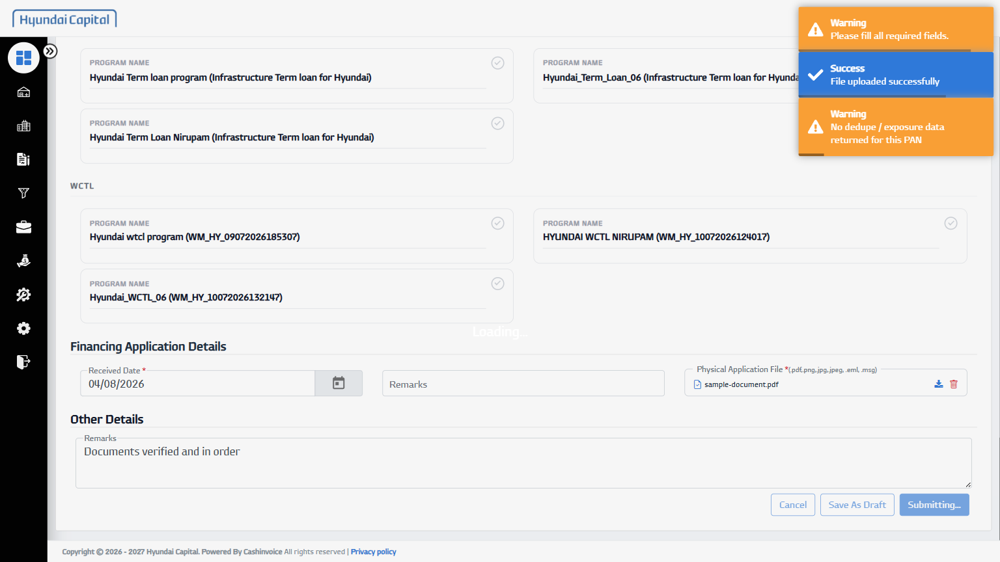 Hyundai Capital
Warning
Please fill all required fields.
Success
File uploaded successfully
Warning
No dedupe / exposure data
returned for this PAN
PROGRAM NAME
Hyundai Term loan program (Infrastructure Term loan for Hyundai)
PROGRAM NAME
Hyundai_Term_Loan_06 (Infrastructure Term loan for Hyunda
PROGRAM NAME
Hyundai Term Loan Nirupam (Infrastructure Term loan for Hyundai)
WCTL
PROGRAM NAME
Hyundai wtcl program (WM_HY_09072026185307)
PROGRAM NAME
HYUNDAI WCTL NIRUPAM (WM_HY_10072026124017)
PROGRAM NAME
Hyundai_WCTL_06 (WM_HY_10072026132147)
Loading...
Financing Application Details
Received Date *
04/08/2026
Remarks
Physical Application File *(.pdf,png,jpg,jpeg, .eml, .msg)
sample-document.pdf
Other Details
Remarks
Documents verified and in order
Cancel
Save As Draft
Submitting...
Copyright © 2026 - 2027 Hyundai Capital. Powered By Cashinvoice All rights reserved | Privacy policy